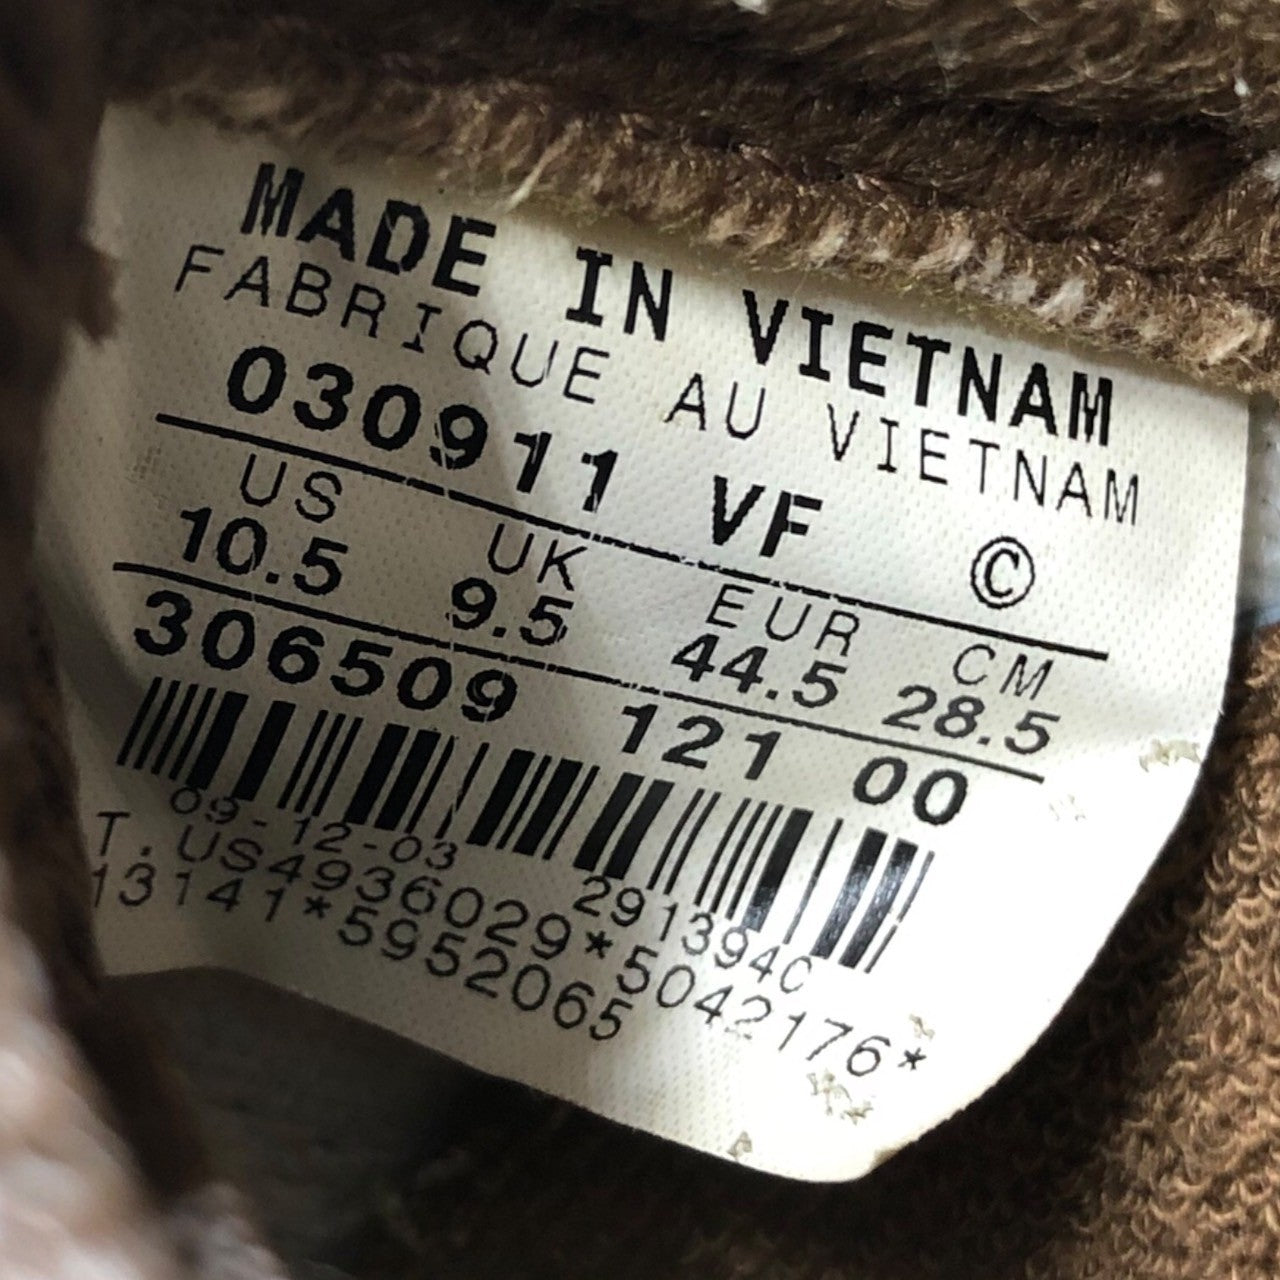 MADE IN VIETNAM
FABRIQUE AU VIETNAM
030911 VF ©
US UK EUR CM
10.5 9.5 44.5 28.5
306509 121 00
09-12-03 291394C
T.US4936029*5042176*
13141*5952065